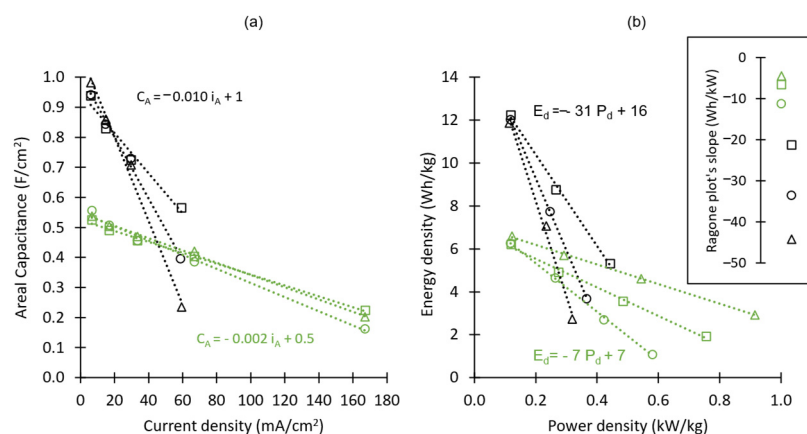 (a)
(b)
Areal Capacitance (F/cm²)
1.0
0.9
0.8
0.7
0.6
0.5
0.4
0.3
0.2
0.1
0.0
C_A = −0.010 i_A + 1
C_A = - 0.002 i_A + 0.5
0 20 40 60 80 100 120 140 160 180
Current density (mA/cm²)
Energy density (Wh/kg)
14
12
10
8
6
4
2
0
E_d = - 31 P_d + 16
E_d = - 7 P_d + 7
0.0 0.2 0.4 0.6 0.8 1.0
Power density (kW/kg)
Ragone plot's slope (Wh/kW)
0
−10
−20
−30
−40
−50